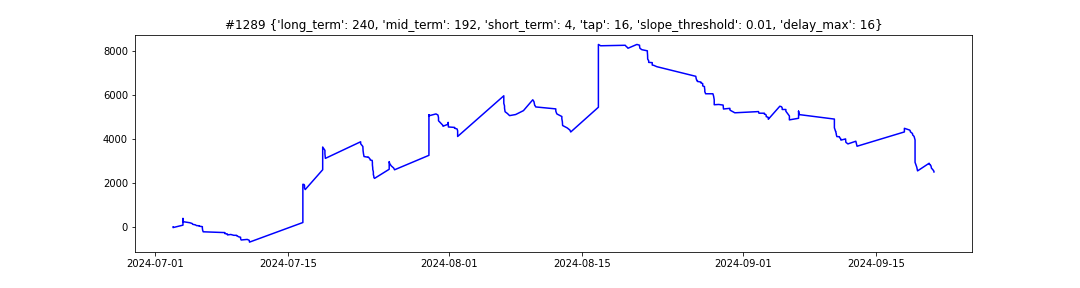 #1289 {'long_term': 240, 'mid_term': 192, 'short_term': 4, 'tap': 16, 'slope_threshold': 0.01, 'delay_max': 16}
8000
6000
4000
2000
0
2024-07-01 2024-07-15 2024-08-01 2024-08-15 2024-09-01 2024-09-15